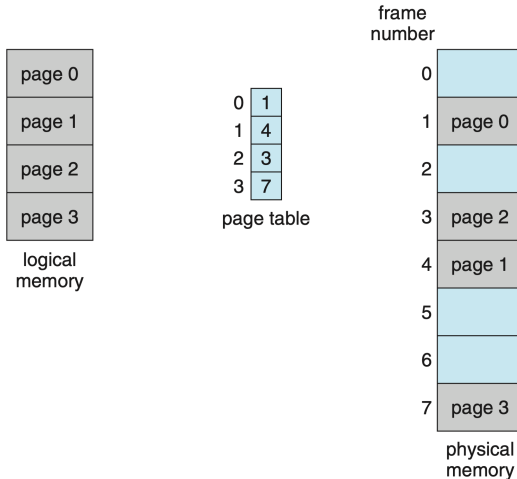 page 0
page 1
page 2
page 3
logical
memory
0 1
1 4
2 3
3 7
page table
frame
number
0
1 page 0
2
3 page 2
4 page 1
5
6
7 page 3
physical
memory